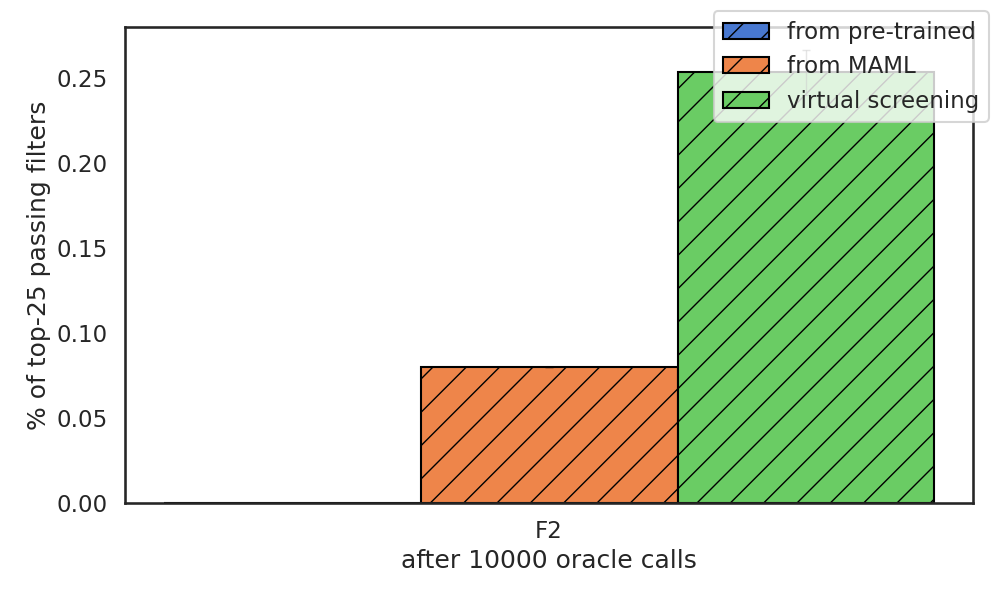 from pre-trained
from MAML
virtual screening
% of top-25 passing filters
0.25
0.20
0.15
0.10
0.05
0.00
F2
after 10000 oracle calls